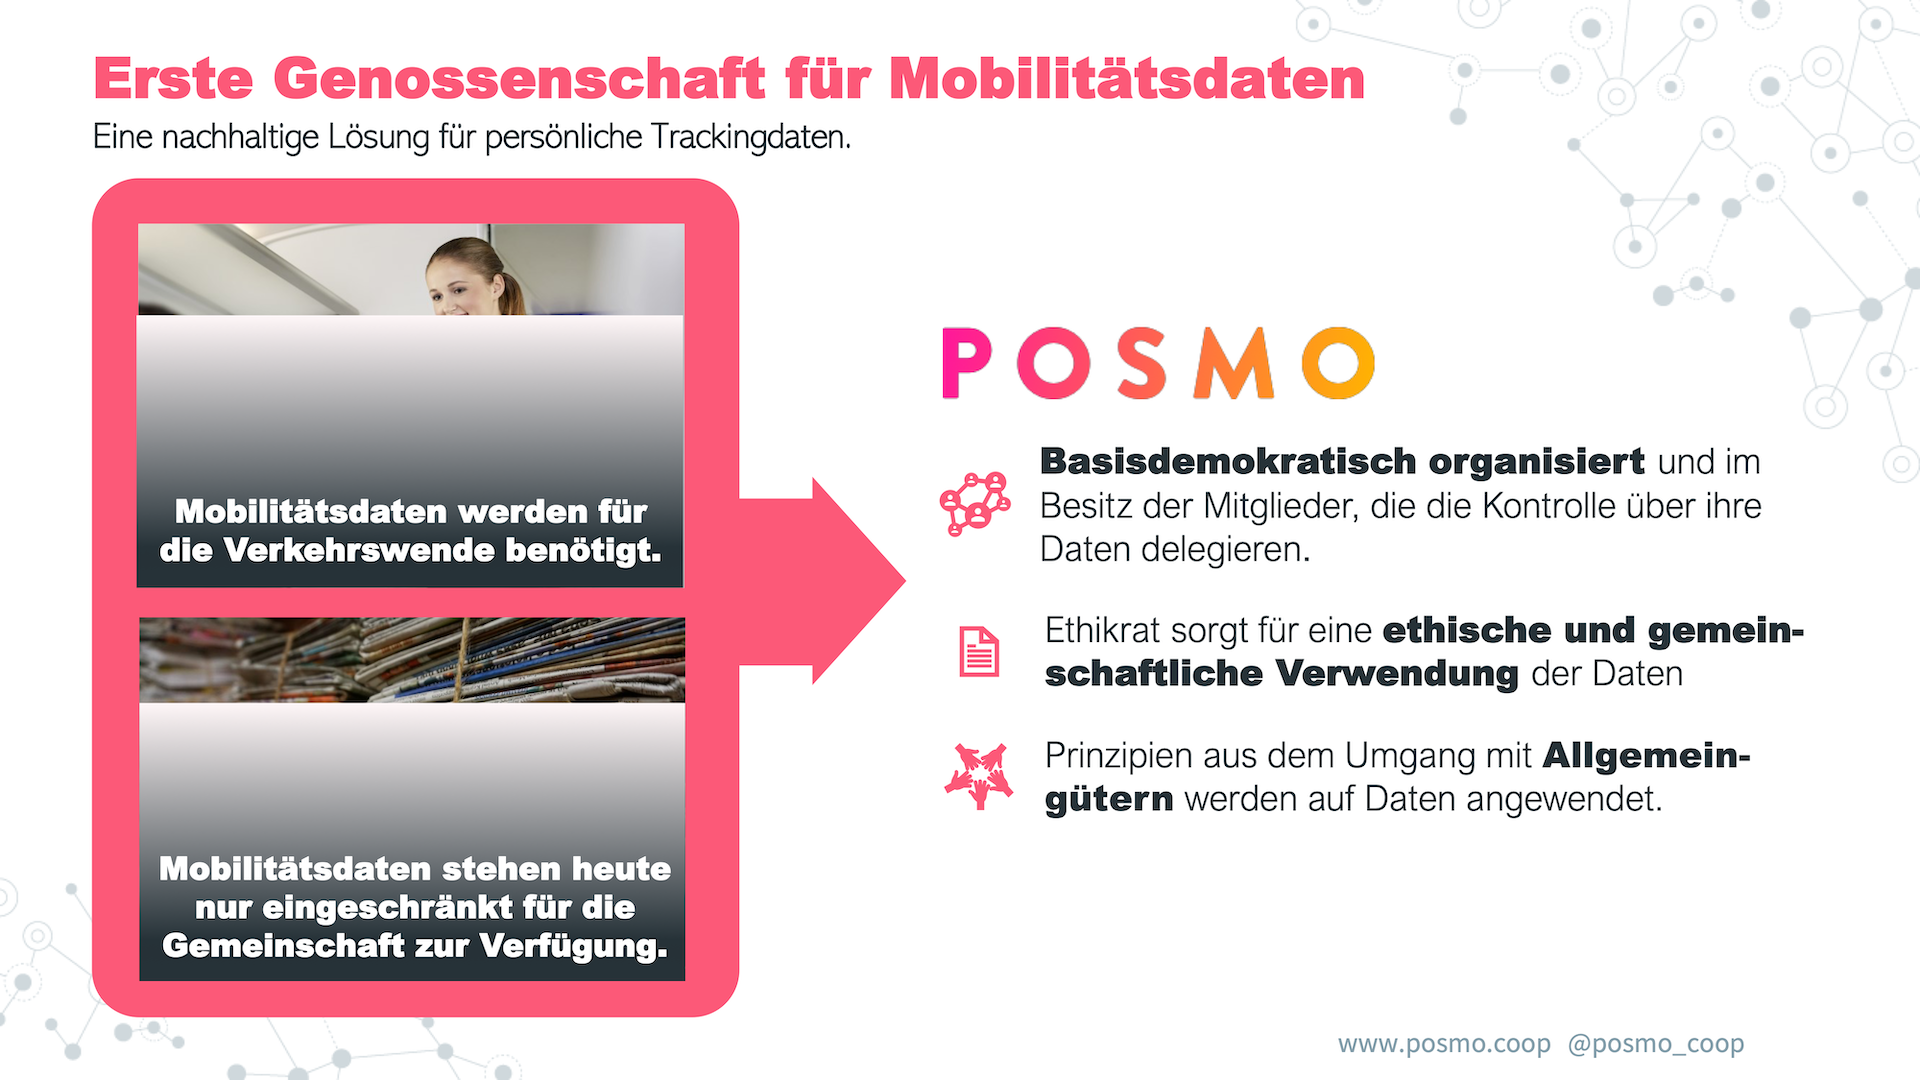 Erste Genossenschaft für Mobilitätsdaten
Eine nachhaltige Lösung für persönliche Trackingdaten.
Mobilitätsdaten werden für
die Verkehrswende benötigt.
Mobilitätsdaten stehen heute
nur eingeschränkt für die
Gemeinschaft zur Verfügung.
POSMO
Basisdemokratisch organisiert und im
Besitz der Mitglieder, die die Kontrolle über ihre
Daten delegieren.
Ethikrat sorgt für eine ethische und gemein-
schaftliche Verwendung der Daten
Prinzipien aus dem Umgang mit Allgemein-
gütern werden auf Daten angewendet.
www.posmo.coop @posmo_coop